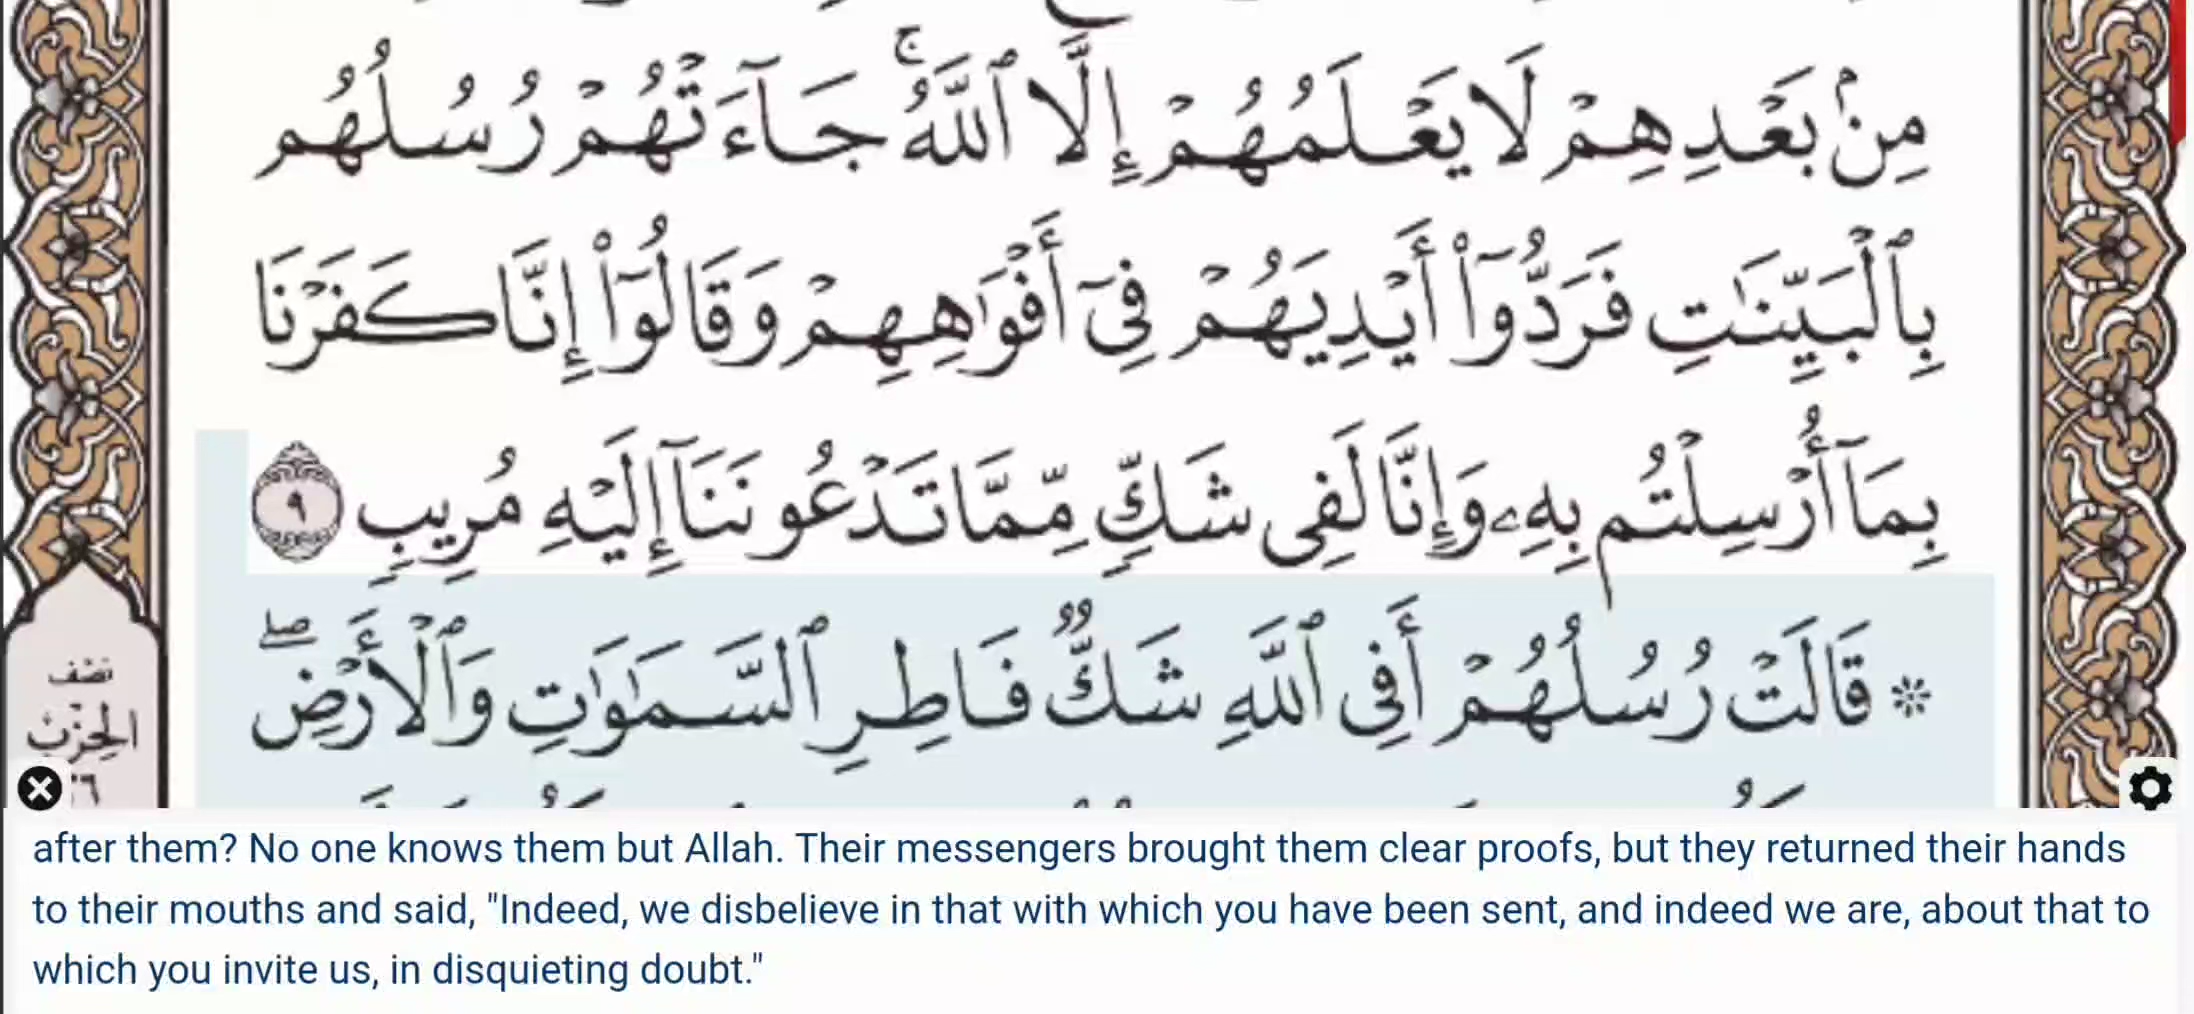 مِنۢ بَعْدِهِمْ لَا يَعْلَمُهُمْ إِلَّا ٱللَّهُ ۚ جَآءَتْهُمْ رُسُلُهُم
بِٱلْبَيِّنَٰتِ فَرَدُّوٓا۟ أَيْدِيَهُمْ فِىٓ أَفْوَٰهِهِمْ وَقَالُوٓا۟ إِنَّا كَفَرْنَا
بِمَآ أُرْسِلْتُم بِهِۦ وَإِنَّا لَفِى شَكٍّ مِّمَّا تَدْعُونَنَآ إِلَيْهِ مُرِيبٍ ٩
* قَالَتْ رُسُلُهُمْ أَفِى ٱللَّهِ شَكٌّ فَاطِرِ ٱلسَّمَٰوَٰتِ وَٱلْأَرْضِ ۖ
نصف
الحزب
after them? No one knows them but Allah. Their messengers brought them clear proofs, but they returned their hands
to their mouths and said, "Indeed, we disbelieve in that with which you have been sent, and indeed we are, about that to
which you invite us, in disquieting doubt."